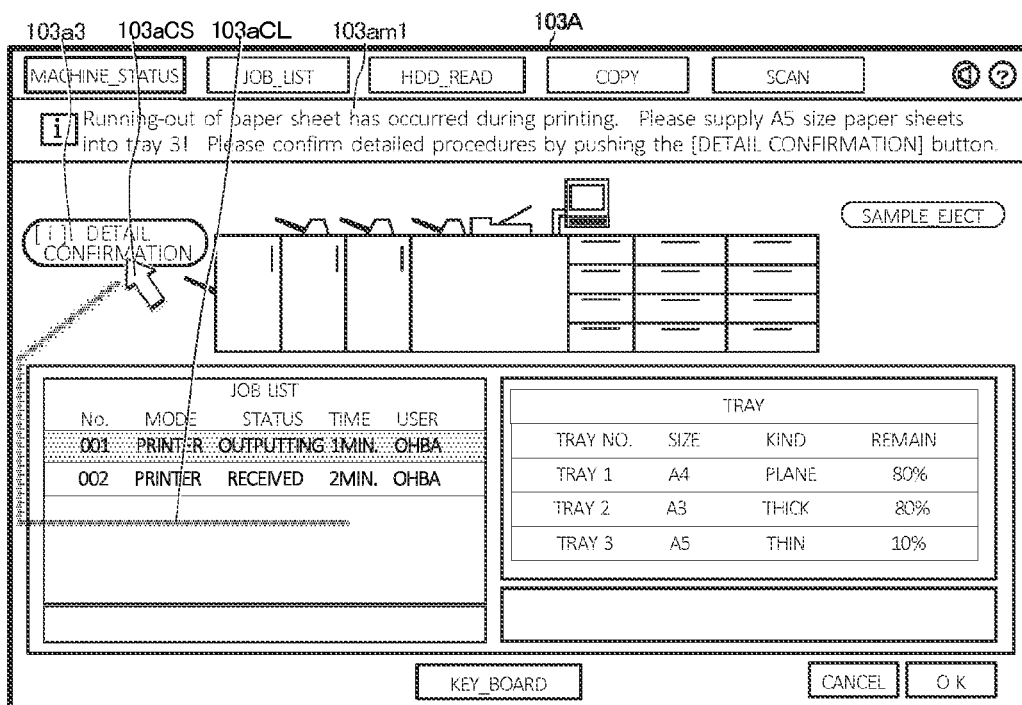 103a3 103aCS 103aCL 103am1 103A
MACHINE_STATUS JOB_LIST HDD_READ COPY SCAN ?
i Running-out of paper sheet has occurred during printing. Please supply A5 size paper sheets
into tray 3! Please confirm detailed procedures by pushing the [DETAIL CONFIRMATION] button.
SAMPLE_EJECT
[ i ] DETAIL
CONFIRMATION
JOB LIST
No. MODE STATUS TIME USER
001 PRINTER OUTPUTTING 1MIN. OHBA
002 PRINTER RECEIVED 2MIN. OHBA
TRAY
TRAY NO. SIZE KIND REMAIN
TRAY 1 A4 PLANE 80%
TRAY 2 A3 THICK 80%
TRAY 3 A5 THIN 10%
KEY_BOARD CANCEL O K